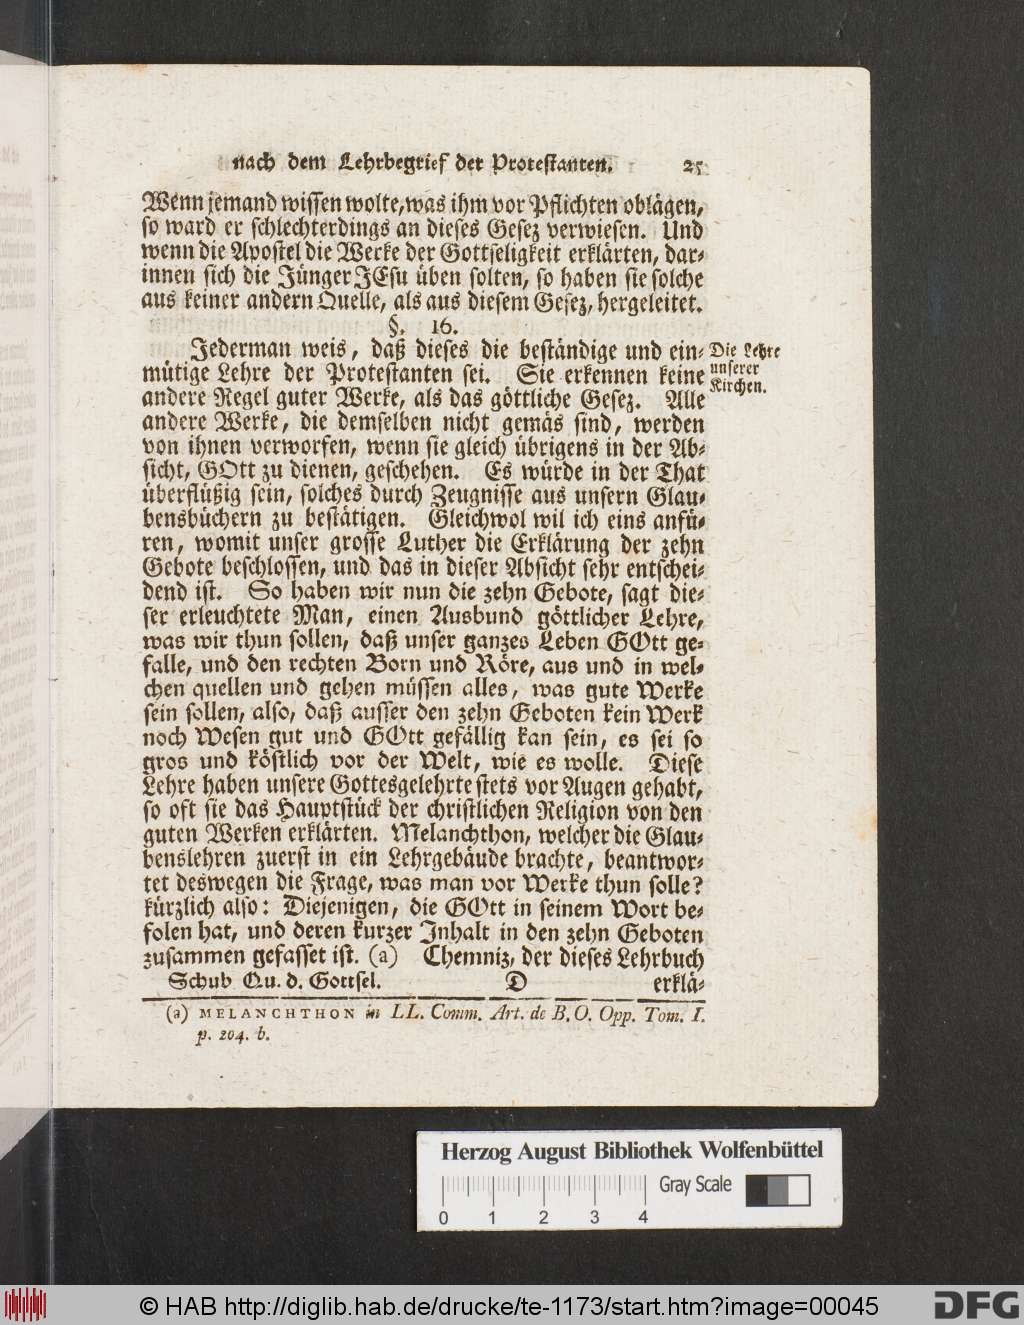 nach dem Lehrbegrief der Protestanten. 25
Wenn jemand wissen wolte, was ihm vor Pflichten oblägen,
so ward er schlechterdings an dieses Gesez verwiesen. Und
wenn die Apostel die Werke der Gottseligkeit erklärten, dar-
innen sich die Jünger JEsu üben solten, so haben sie solche
aus keiner andern Quelle, als aus diesem Gesez, hergeleitet.
§. 16.
Jederman weis, daß dieses die beständige und ein-
mütige Lehre der Protestanten sei. Sie erkennen keine
andere Regel guter Werke, als das göttliche Gesez. Alle
andere Werke, die demselben nicht gemäs sind, werden
von ihnen verworfen, wenn sie gleich übrigens in der Ab-
sicht, GOtt zu dienen, geschehen. Es würde in der That
überflüßig sein, solches durch Zeugnisse aus unsern Glau-
bensbüchern zu bestätigen. Gleichwol wil ich eins anfü-
ren, womit unser grosse Luther die Erklärung der zehn
Gebote beschlossen, und das in dieser Absicht sehr entschei-
dend ist. So haben wir nun die zehn Gebote, sagt die-
ser erleuchtete Man, einen Ausbund göttlicher Lehre,
was wir thun sollen, daß unser ganzes Leben GOtt ge-
falle, und den rechten Born und Röre, aus und in wel-
chen quellen und gehen müssen alles, was gute Werke
sein sollen, also, daß ausser den zehn Geboten kein Werk
noch Wesen gut und GOtt gefällig kan sein, es sei so
gros und köstlich vor der Welt, wie es wolle. Diese
Lehre haben unsere Gottesgelehrte stets vor Augen gehabt,
so oft sie das Hauptstück der christlichen Religion von den
guten Werken erklärten. Melanchthon, welcher die Glau-
benslehren zuerst in ein Lehrgebäude brachte, beantwor-
tet deswegen die Frage, was man vor Werke thun solle?
kürzlich also: Diejenigen, die GOtt in seinem Wort be-
folen hat, und deren kurzer Inhalt in den zehn Geboten
zusammen gefasset ist. (a) Chemniz, der dieses Lehrbuch
Schub Qu. d. Gottsel. D erklä-
Die Lehre
unserer
Kirchen.
(a) MELANCHTHON in LL. Comm. Art. de B. O. Opp. Tom. I.
p. 204. b.
Herzog August Bibliothek Wolfenbüttel
Gray Scale
0 1 2 3 4
© HAB http://diglib.hab.de/drucke/te-1173/start.htm?image=00045
DFG